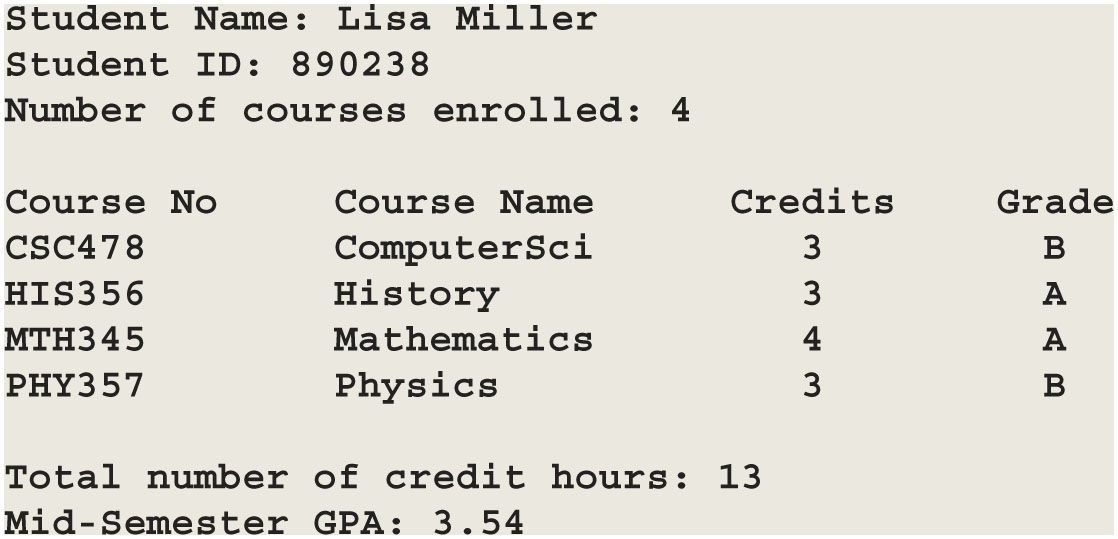 Student Name: Lisa Miller
Student ID: 890238
Number of courses enrolled: 4
Course No Course Name Credits Grade
CSC478 ComputerSci 3 B
HIS356 History 3 A
MTH345 Mathematics 4 A
PHY357 Physics 3 B
Total number of credit hours: 13
Mid-Semester GPA: 3.54